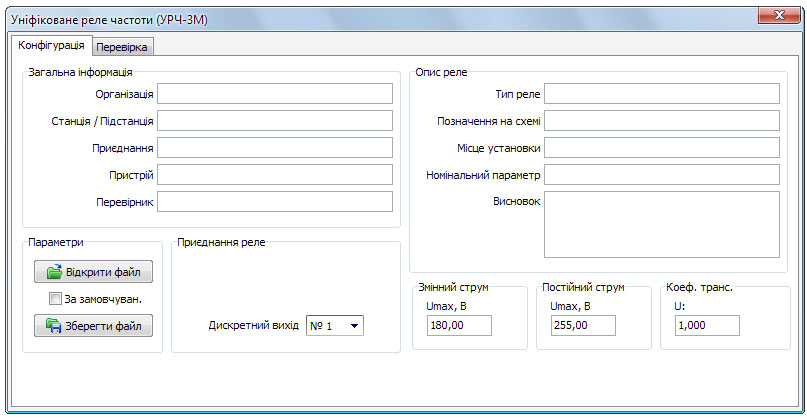 Уніфіковане реле частоти (УРЧ-3М)
Конфігурація
Перевірка
Загальна інформація
Організація
Станція / Підстанція
Приєднання
Пристрій
Перевірник
Опис реле
Тип реле
Позначення на схемі
Місце установки
Номінальний параметр
Висновок
Параметри
Відкрити файл
За замовчуван.
Зберегти файл
Приєднання реле
Дискретний вихід № 1
Змінний струм
Umax, В
180,00
Постійний струм
Umax, В
255,00
Коеф. транс.
U:
1,000